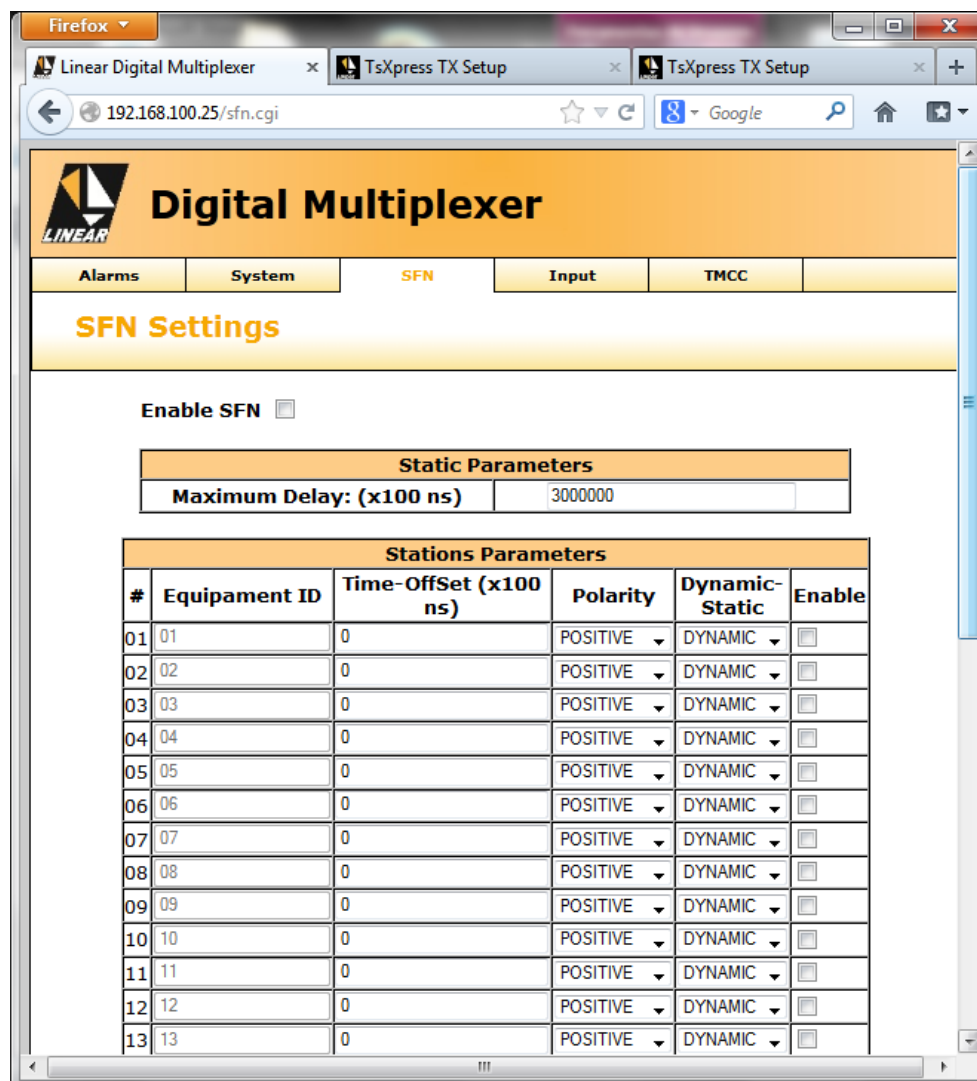 Firefox
Linear Digital Multiplexer × TsXpress TX Setup × TsXpress TX Setup × +
192.168.100.25/sfn.cgi 8 Google
LINEAR
Digital Multiplexer
Alarms System SFN Input TMCC
SFN Settings
Enable SFN
Static Parameters
Maximum Delay: (x100 ns) 3000000
Stations Parameters
# Equipament ID Time-OffSet (x100 ns) Polarity Dynamic-Static Enable
01 01 0 POSITIVE DYNAMIC
02 02 0 POSITIVE DYNAMIC
03 03 0 POSITIVE DYNAMIC
04 04 0 POSITIVE DYNAMIC
05 05 0 POSITIVE DYNAMIC
06 06 0 POSITIVE DYNAMIC
07 07 0 POSITIVE DYNAMIC
08 08 0 POSITIVE DYNAMIC
09 09 0 POSITIVE DYNAMIC
10 10 0 POSITIVE DYNAMIC
11 11 0 POSITIVE DYNAMIC
12 12 0 POSITIVE DYNAMIC
13 13 0 POSITIVE DYNAMIC